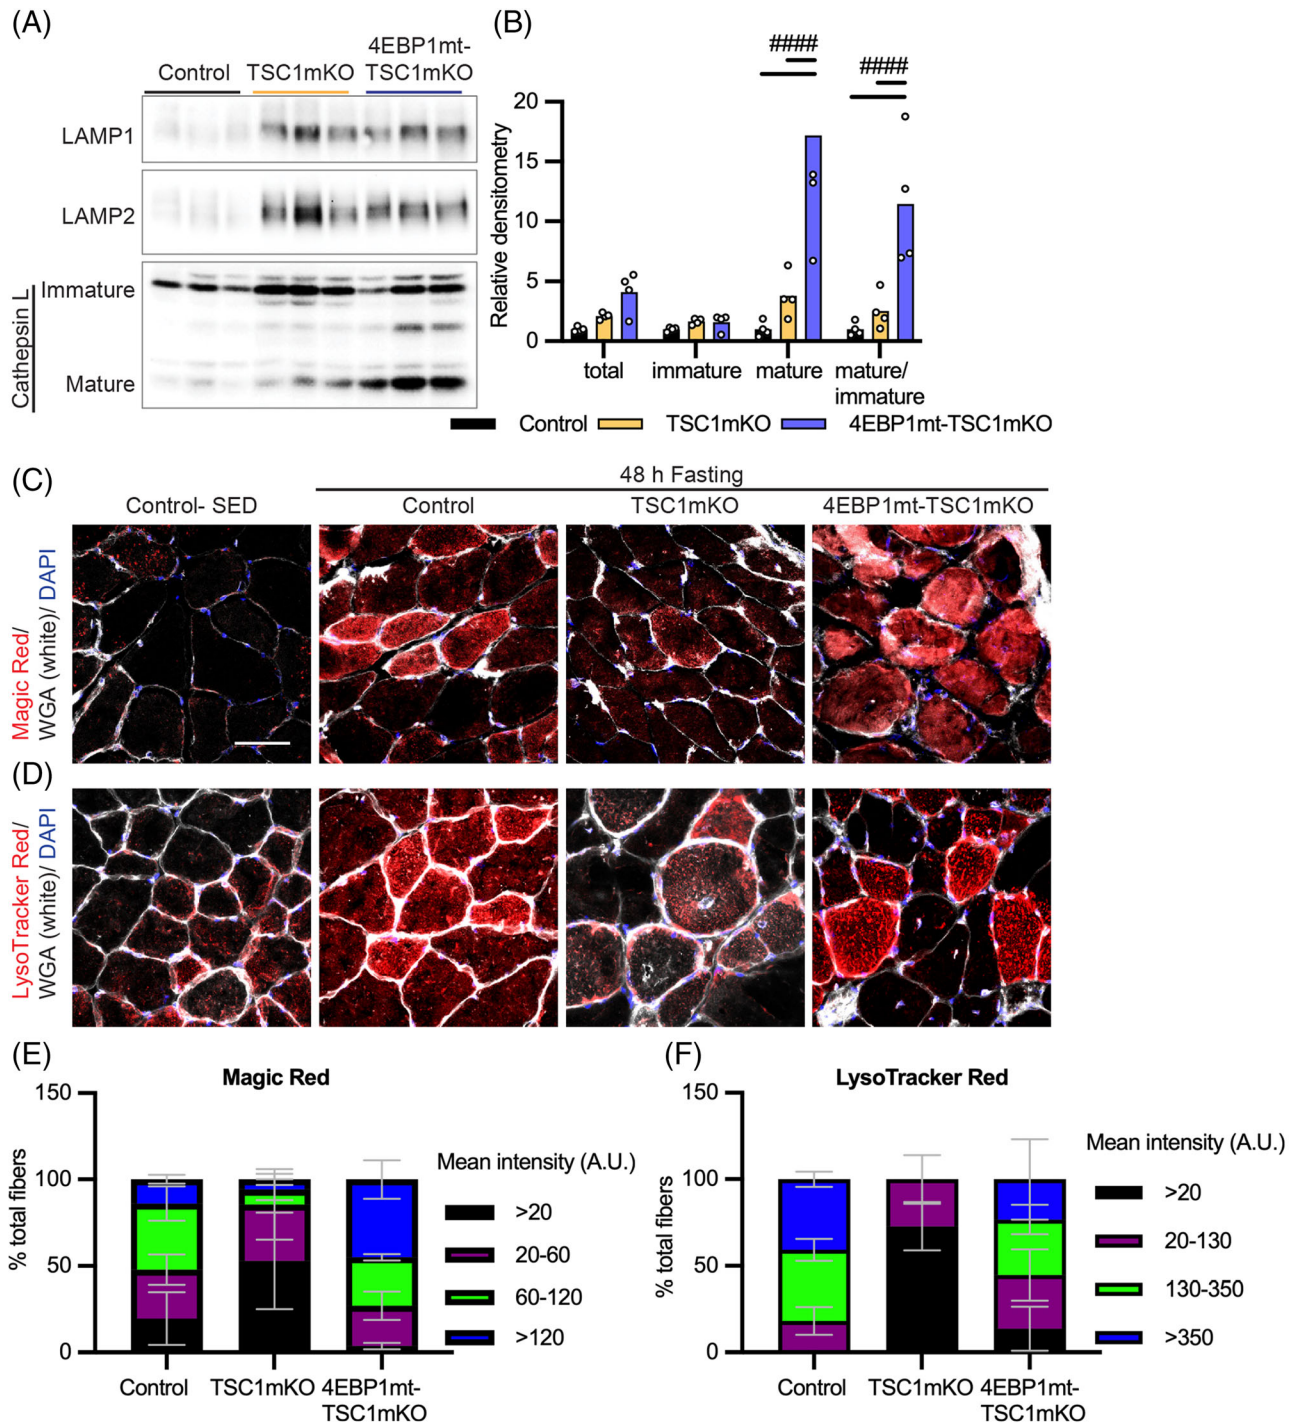 (A)
Control
TSC1mKO
4EBP1mt-
TSC1mKO
LAMP1
LAMP2
Cathepsin L
Immature
Mature
(B)
Relative densitometry
20
15
10
5
0
####
####
total
immature
mature
mature/
immature
Control
TSC1mKO
4EBP1mt-TSC1mKO
(C)
48 h Fasting
Control- SED
Control
TSC1mKO
4EBP1mt-TSC1mKO
Magic Red/
WGA (white)/ DAPI
(D)
LysoTracker Red/
WGA (white)/ DAPI
(E)
Magic Red
% total fibers
150
100
50
0
Control
TSC1mKO
4EBP1mt-
TSC1mKO
Mean intensity (A.U.)
>20
20-60
60-120
>120
(F)
LysoTracker Red
% total fibers
150
100
50
0
Control
TSC1mKO
4EBP1mt-
TSC1mKO
Mean intensity (A.U.)
>20
20-130
130-350
>350